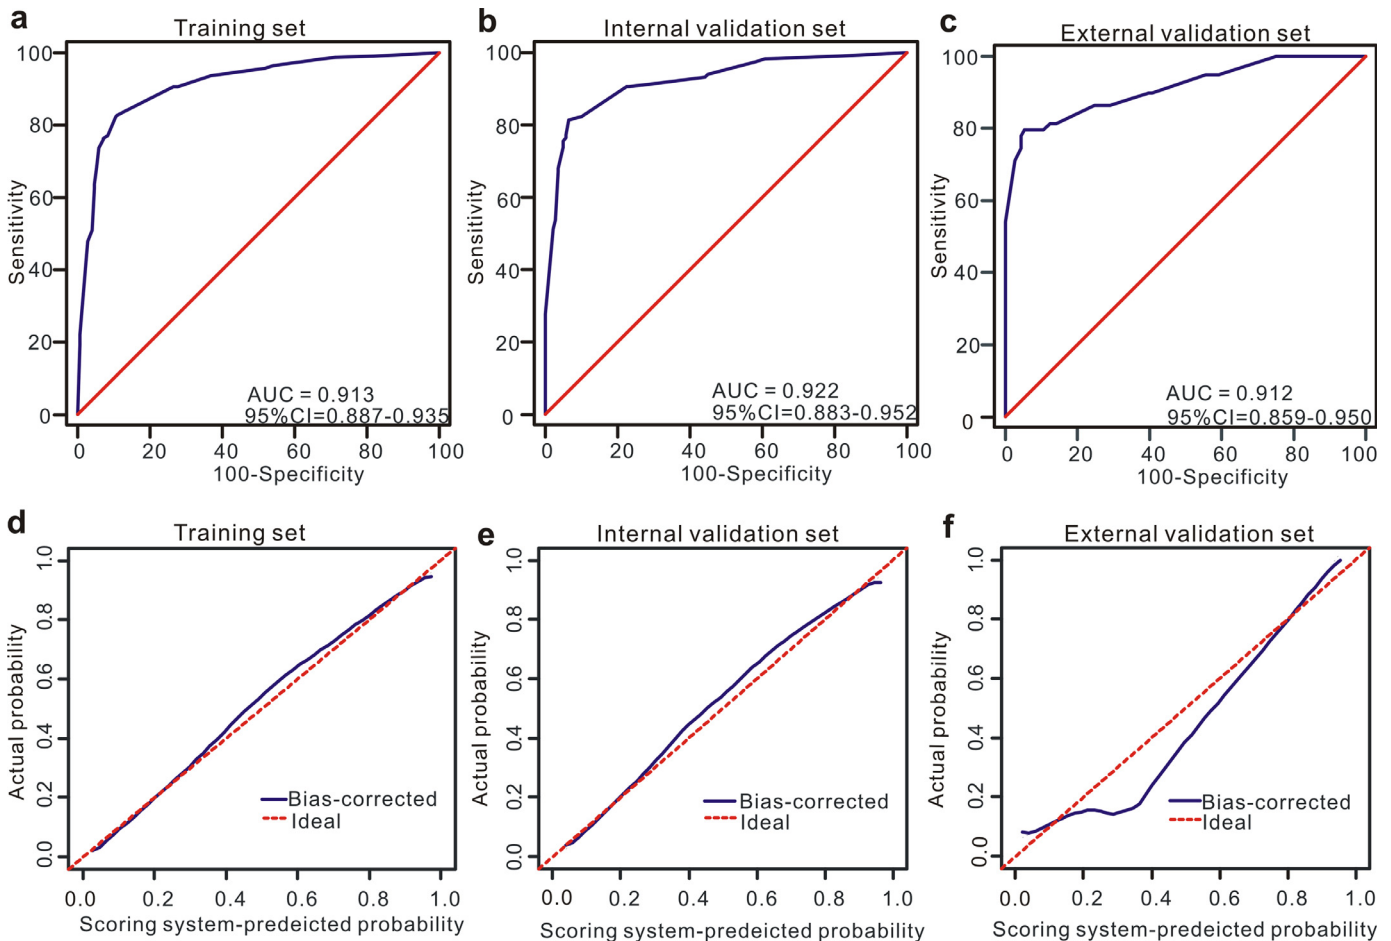 a
Training set
100
80
60
40
20
0
Sensitivity
AUC = 0.913
95%CI=0.887-0.935
0 20 40 60 80 100
100-Specificity
b
Internal validation set
100
80
60
40
20
0
Sensitivity
AUC = 0.922
95%CI=0.883-0.952
0 20 40 60 80 100
100-Specificity
c
External validation set
100
80
60
40
20
0
Sensitivity
AUC = 0.912
95%CI=0.859-0.950
0 20 40 60 80 100
100-Specificity
d
Training set
1.0
0.8
0.6
0.4
0.2
0.0
Actual probability
Bias-corrected
Ideal
0.0 0.2 0.4 0.6 0.8 1.0
Scoring system-predeicted probability
e
Internal validation set
1.0
0.8
0.6
0.4
0.2
0.0
Actual probability
Bias-corrected
Ideal
0.0 0.2 0.4 0.6 0.8 1.0
Scoring system-predeicted probability
f
External validation set
1.0
0.8
0.6
0.4
0.2
0.0
Actual probability
Bias-corrected
Ideal
0.0 0.2 0.4 0.6 0.8 1.0
Scoring system-predeicted probability